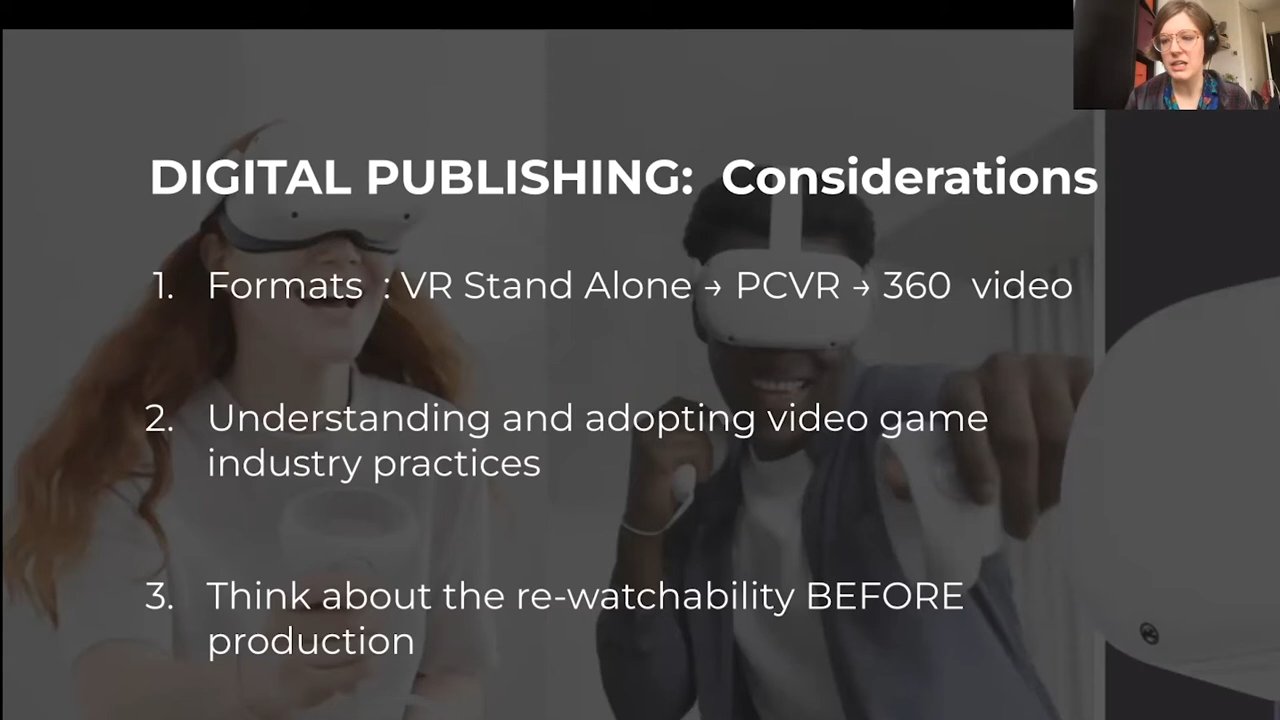 DIGITAL PUBLISHING: Considerations
1. Formats : VR Stand Alone → PCVR → 360 video
2. Understanding and adopting video game
industry practices
3. Think about the re-watchability BEFORE
production